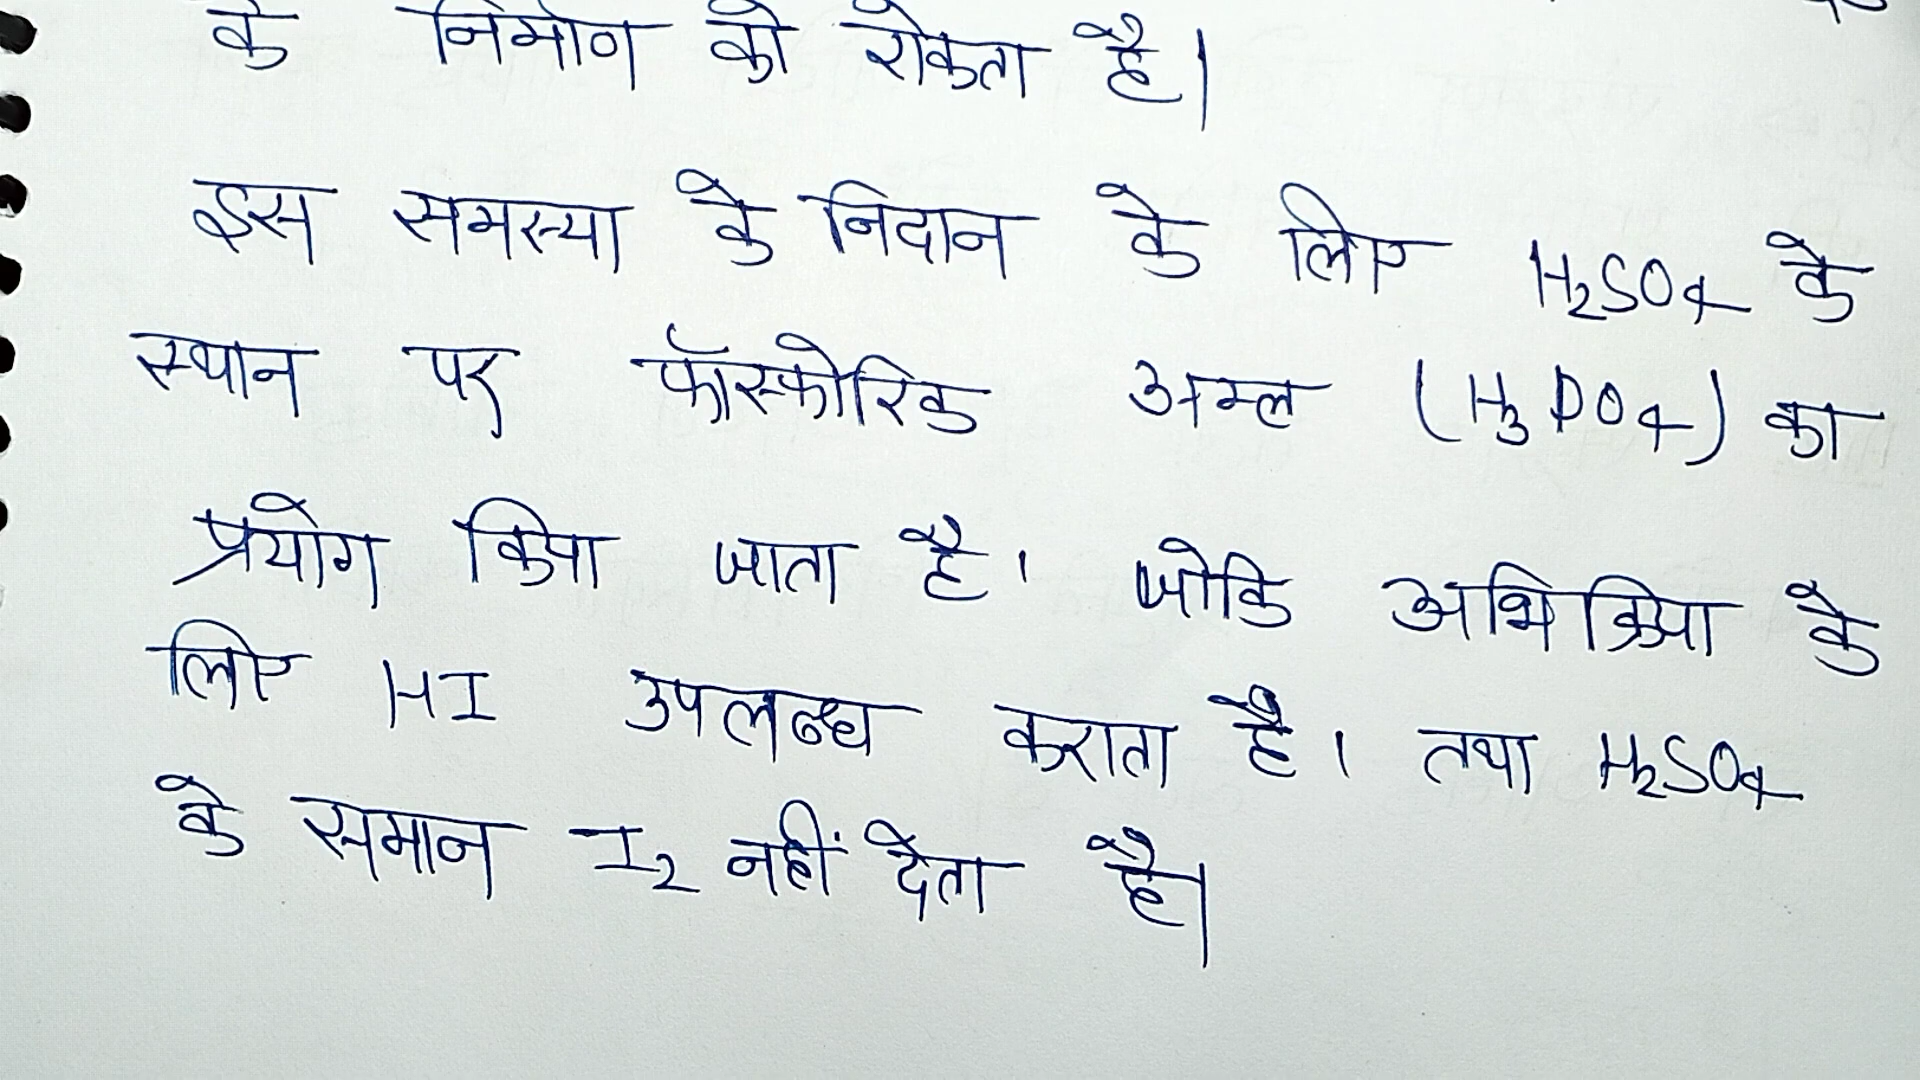 के निर्माण को रोकता है।
इस समस्या के निदान के लिए H₂SO₄ के
स्थान पर फॉस्फोरिक अम्ल (H₃PO₄) का
प्रयोग किया जाता है। जोकि अभिक्रिया के
लिए HI उपलब्ध कराता है। तथा H₂SO₄
के समान I₂ नहीं देता है।